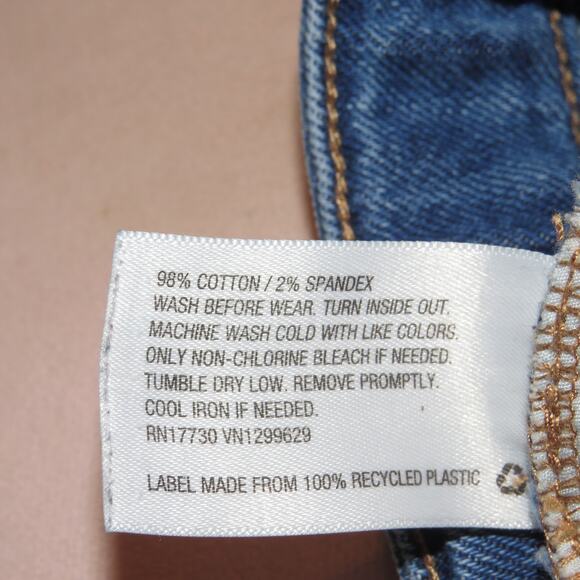 98% COTTON / 2% SPANDEX
WASH BEFORE WEAR. TURN INSIDE OUT.
MACHINE WASH COLD WITH LIKE COLORS.
ONLY NON-CHLORINE BLEACH IF NEEDED.
TUMBLE DRY LOW. REMOVE PROMPTLY.
COOL IRON IF NEEDED.
RN17730 VN1299629
LABEL MADE FROM 100% RECYCLED PLASTIC